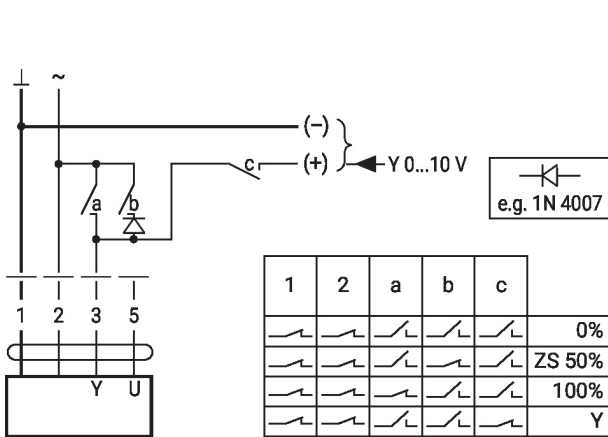 ⊥ ~
(–)
(+)
Y 0...10 V
a b c
e.g. 1N 4007
1 2 3 5
Y U
1 2 a b c
0%
ZS 50%
100%
Y